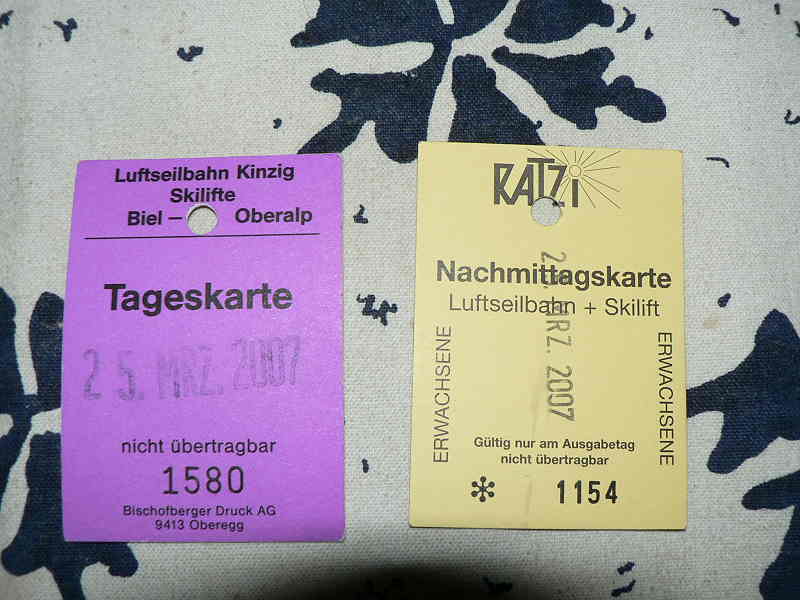 Luftseilbahn Kinzig
Skilifte
Biel — Oberalp
Tageskarte
25. MRZ. 2007
nicht übertragbar
1580
Bischofberger Druck AG
9413 Oberegg
RATZI
Nachmittagskarte
Luftseilbahn + Skilift
MRZ. 2007
ERWACHSENE
ERWACHSENE
Gültig nur am Ausgabetag
nicht übertragbar
* 1154